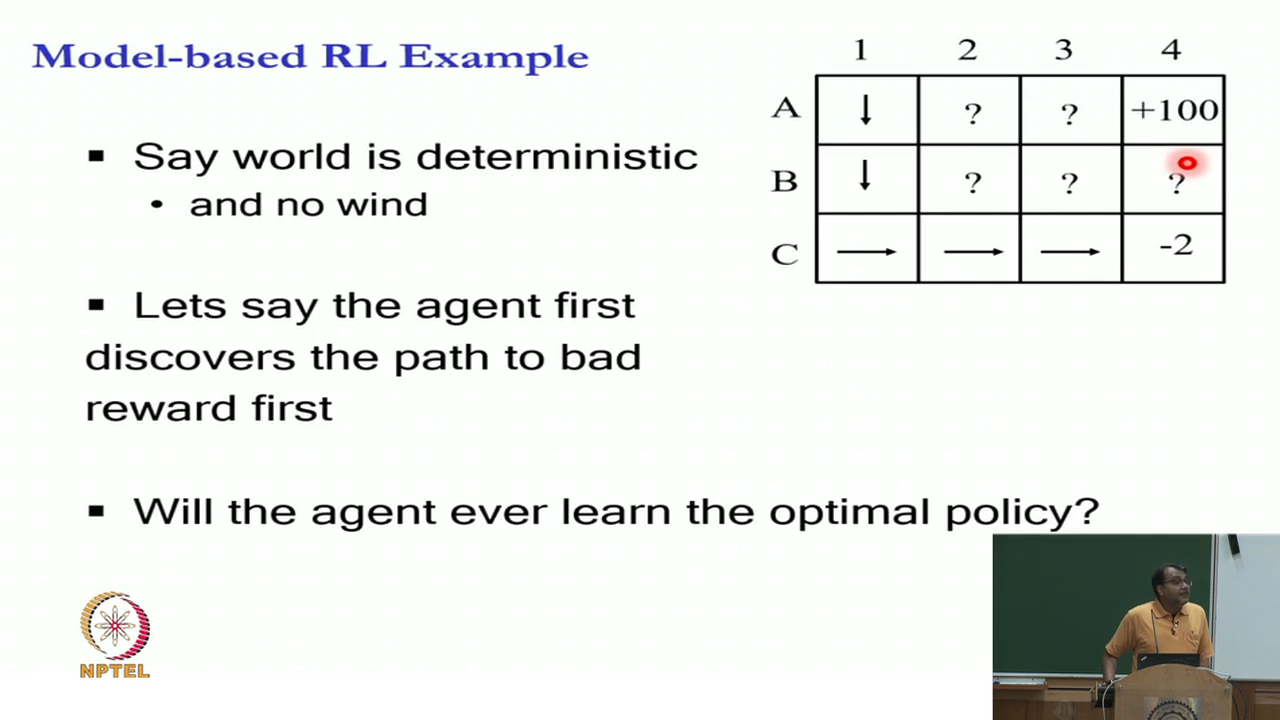 Model-based RL Example
1 2 3 4
A ? ? +100
B ? ? ?
C -2
▪ Say world is deterministic
• and no wind
▪ Lets say the agent first
discovers the path to bad
reward first
▪ Will the agent ever learn the optimal policy?
NPTEL